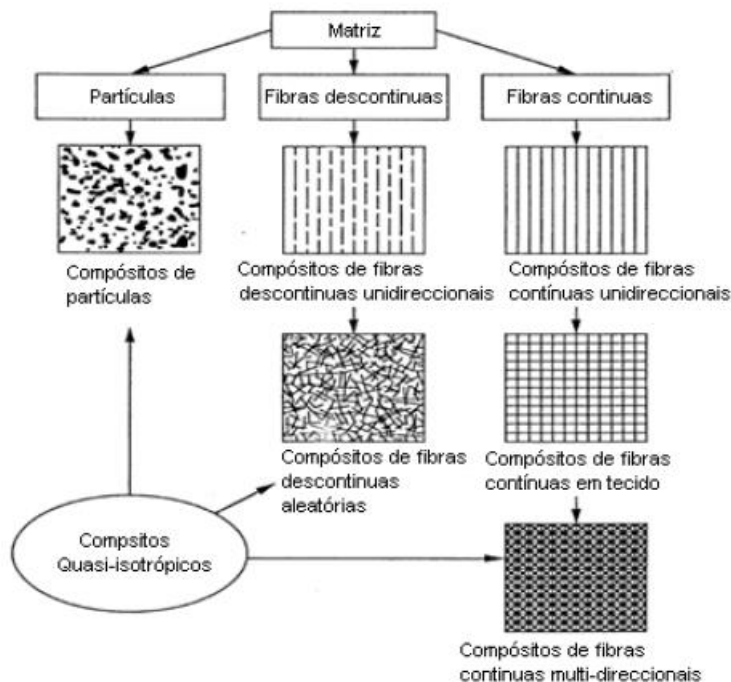 Matriz
Partículas
Fibras descontinuas
Fibras continuas
Compósitos de
partículas
Compósitos de fibras
descontinuas unidireccionais
Compósitos de fibras
contínuas unidireccionais
Compósitos de fibras
descontinuas
aleatórias
Compósitos de fibras
contínuas em tecido
Compsitos
Quasi-isotrópicos
Compósitos de fibras
continuas multi-direccionais